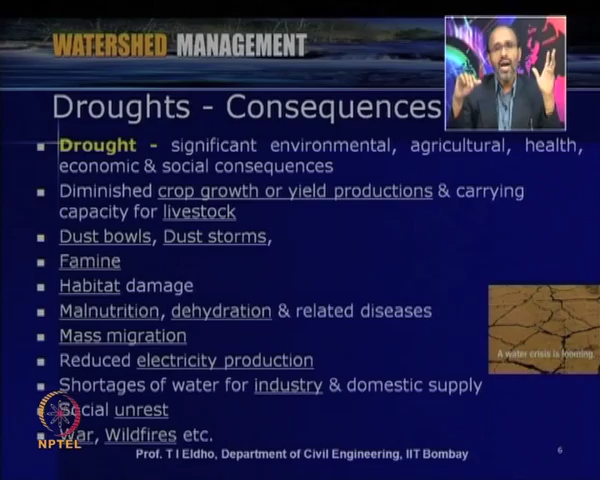 WATERSHED MANAGEMENT
Droughts - Consequences
Drought - significant environmental, agricultural, health,
economic & social consequences
Diminished crop growth or yield productions & carrying
capacity for livestock
Dust bowls, Dust storms,
Famine
Habitat damage
Malnutrition, dehydration & related diseases
Mass migration
Reduced electricity production
Shortages of water for industry & domestic supply
Social unrest
War, Wildfires etc.
A water crisis is looming.
NPTEL
Prof. T I Eldho, Department of Civil Engineering, IIT Bombay
6